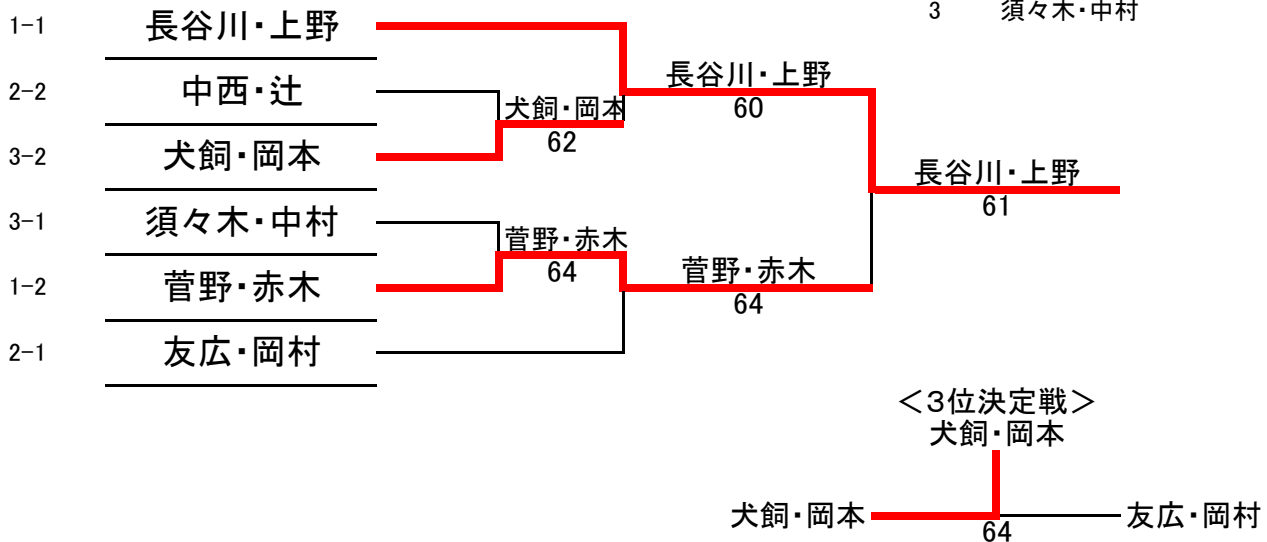 3 須々木・中村
1-1 長谷川・上野
2-2 中西・辻
3-2 犬飼・岡本
3-1 須々木・中村
1-2 菅野・赤木
2-1 友広・岡村
犬飼・岡本
62
菅野・赤木
64
長谷川・上野
60
菅野・赤木
64
長谷川・上野
61
＜3位決定戦＞
犬飼・岡本
犬飼・岡本 友広・岡村
64